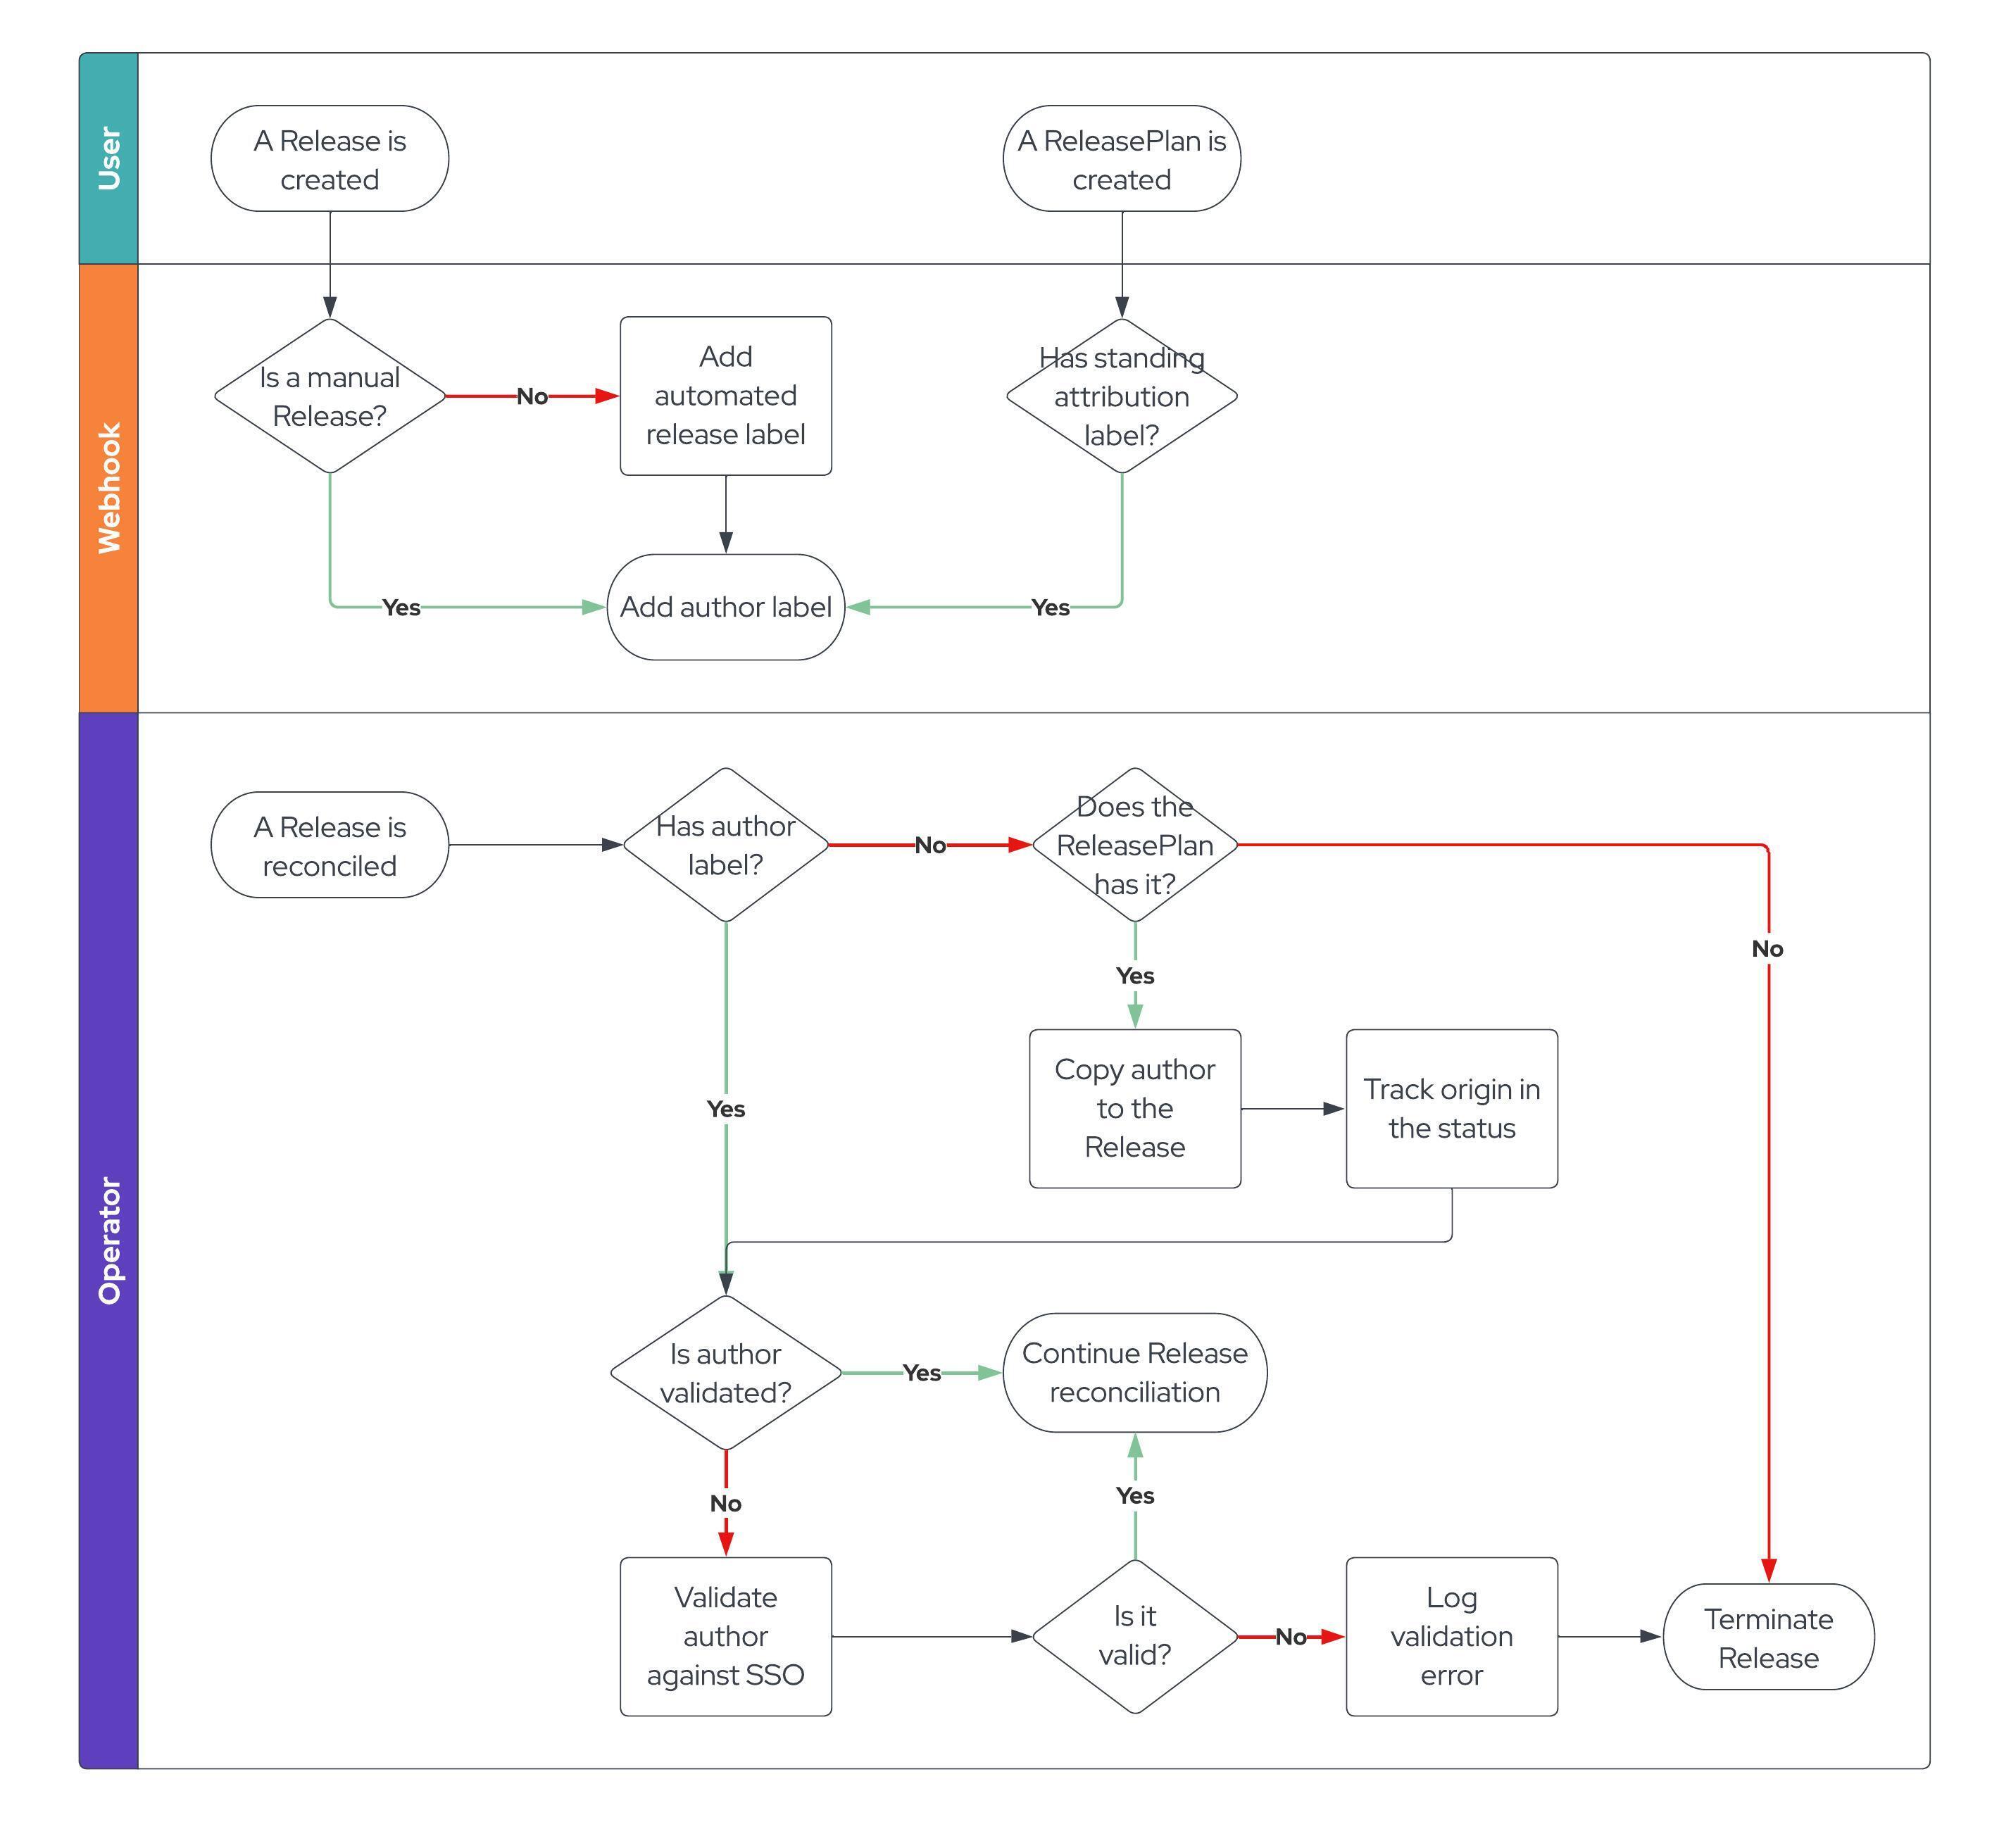 User
A Release is
created
A ReleasePlan is
created
Webhook
Is a manual
Release?
No
Add
automated
release label
Has standing
attribution
label?
Yes
Add author label
Yes
Operator
A Release is
reconciled
Has author
label?
No
Does the
ReleasePlan
has it?
No
Yes
Copy author
to the
Release
Track origin in
the status
Yes
Is author
validated?
Yes
Continue Release
reconciliation
No
Yes
Validate
author
against SSO
Is it
valid?
No
Log
validation
error
Terminate
Release